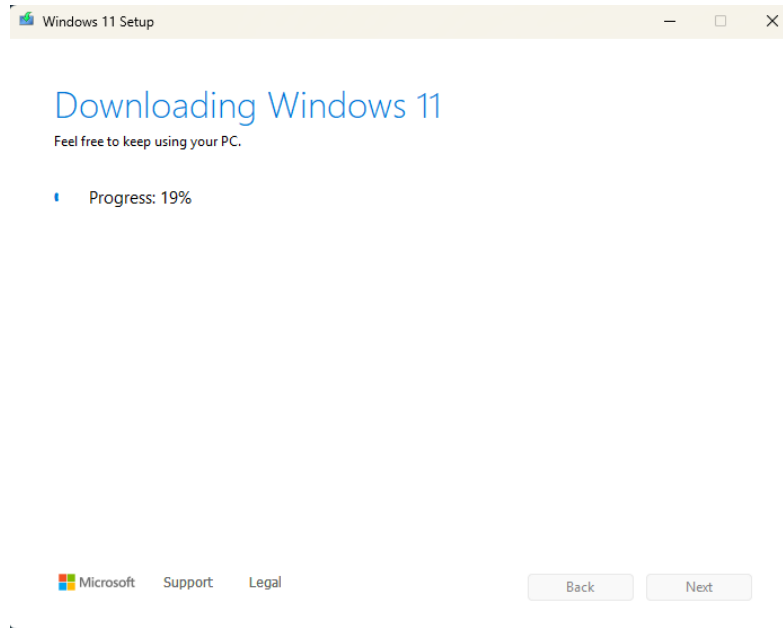 Windows 11 Setup
Downloading Windows 11
Feel free to keep using your PC.
Progress: 19%
Microsoft Support Legal Back Next